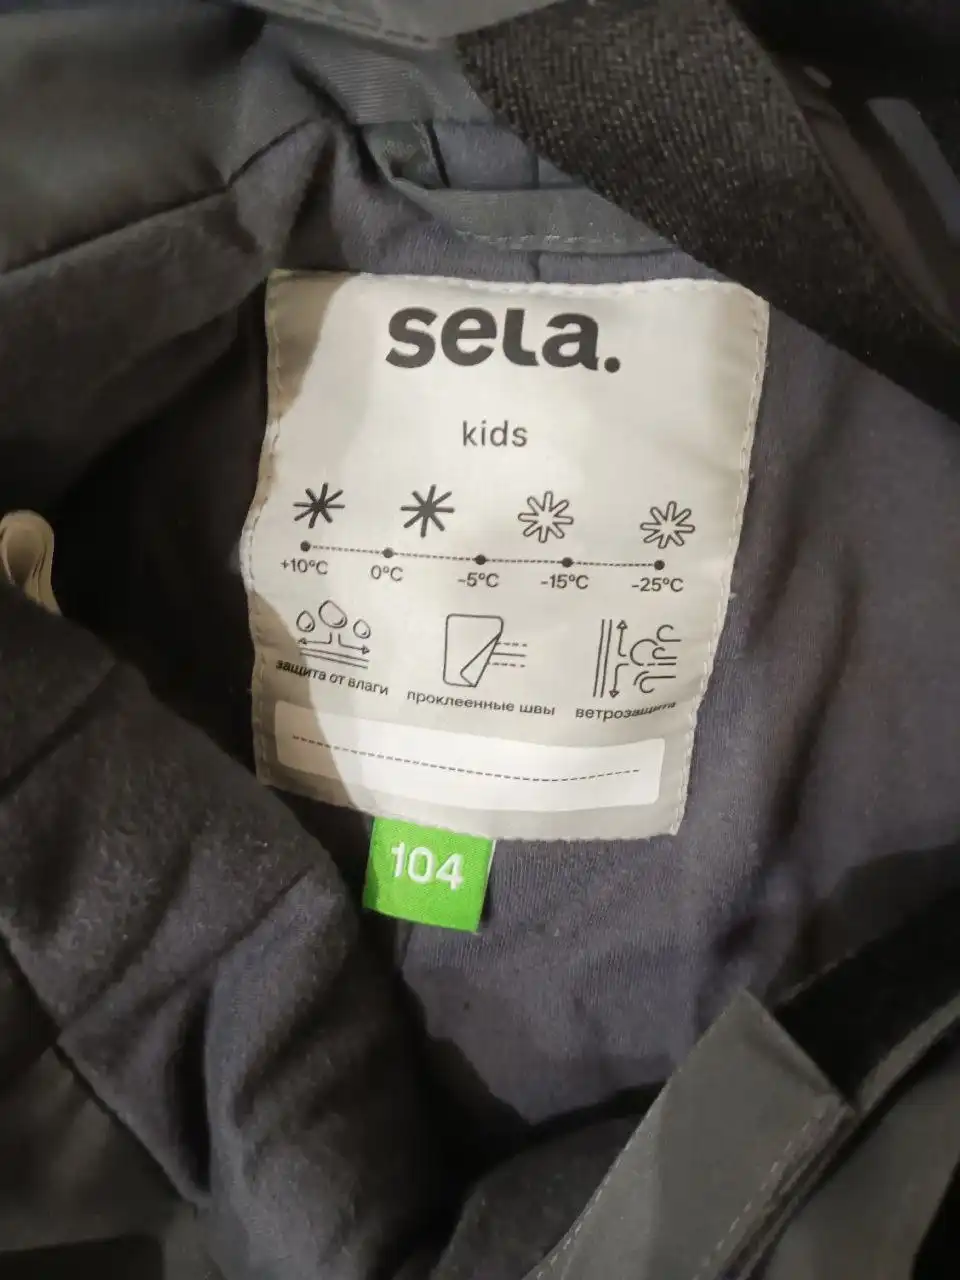 sela.
kids
+10°C 0°C -5°C -15°C -25°C
защита от влаги проклеенные швы ветрозащита
104